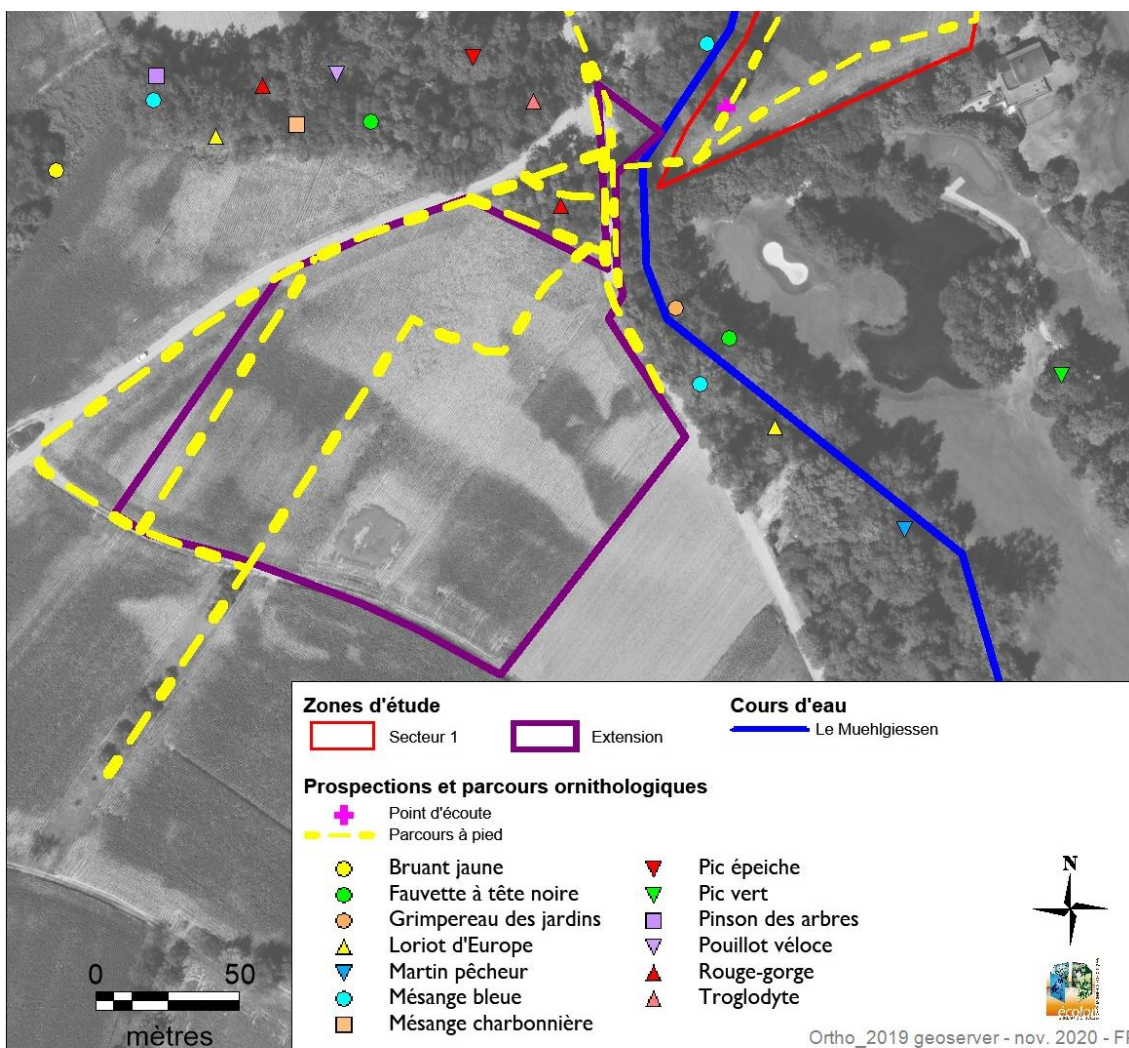 Zones d'étude
Secteur 1
Extension
Cours d'eau
Le Muehlgiessen
Prospections et parcours ornithologiques
Point d'écoute
Parcours à pied
Bruant jaune
Fauvette à tête noire
Grimpereau des jardins
Loriot d'Europe
Martin pêcheur
Mésange bleue
Mésange charbonnière
Pic épeiche
Pic vert
Pinson des arbres
Pouillot véloce
Rouge-gorge
Troglodyte
N
0 50
mètres
écolor
Ortho_2019 geoserver - nov. 2020 - FF